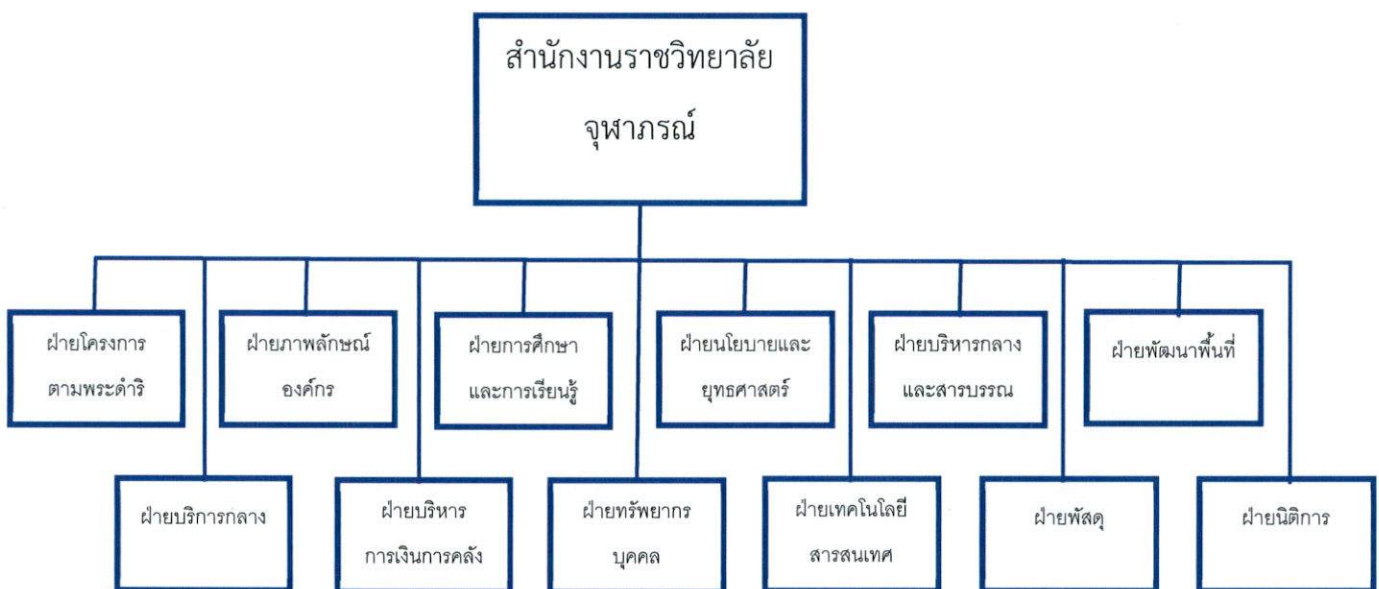 สำนักงานราชวิทยาลัย
จุฬาภรณ์
ฝ่ายโครงการ
ตามพระดำริ
ฝ่ายภาพลักษณ์
องค์กร
ฝ่ายการศึกษา
และการเรียนรู้
ฝ่ายนโยบายและ
ยุทธศาสตร์
ฝ่ายบริหารกลาง
และสารบรรณ
ฝ่ายพัฒนาพื้นที่
ฝ่ายบริการกลาง
ฝ่ายบริหาร
การเงินการคลัง
ฝ่ายทรัพยากร
บุคคล
ฝ่ายเทคโนโลยี
สารสนเทศ
ฝ่ายพัสดุ
ฝ่ายนิติการ